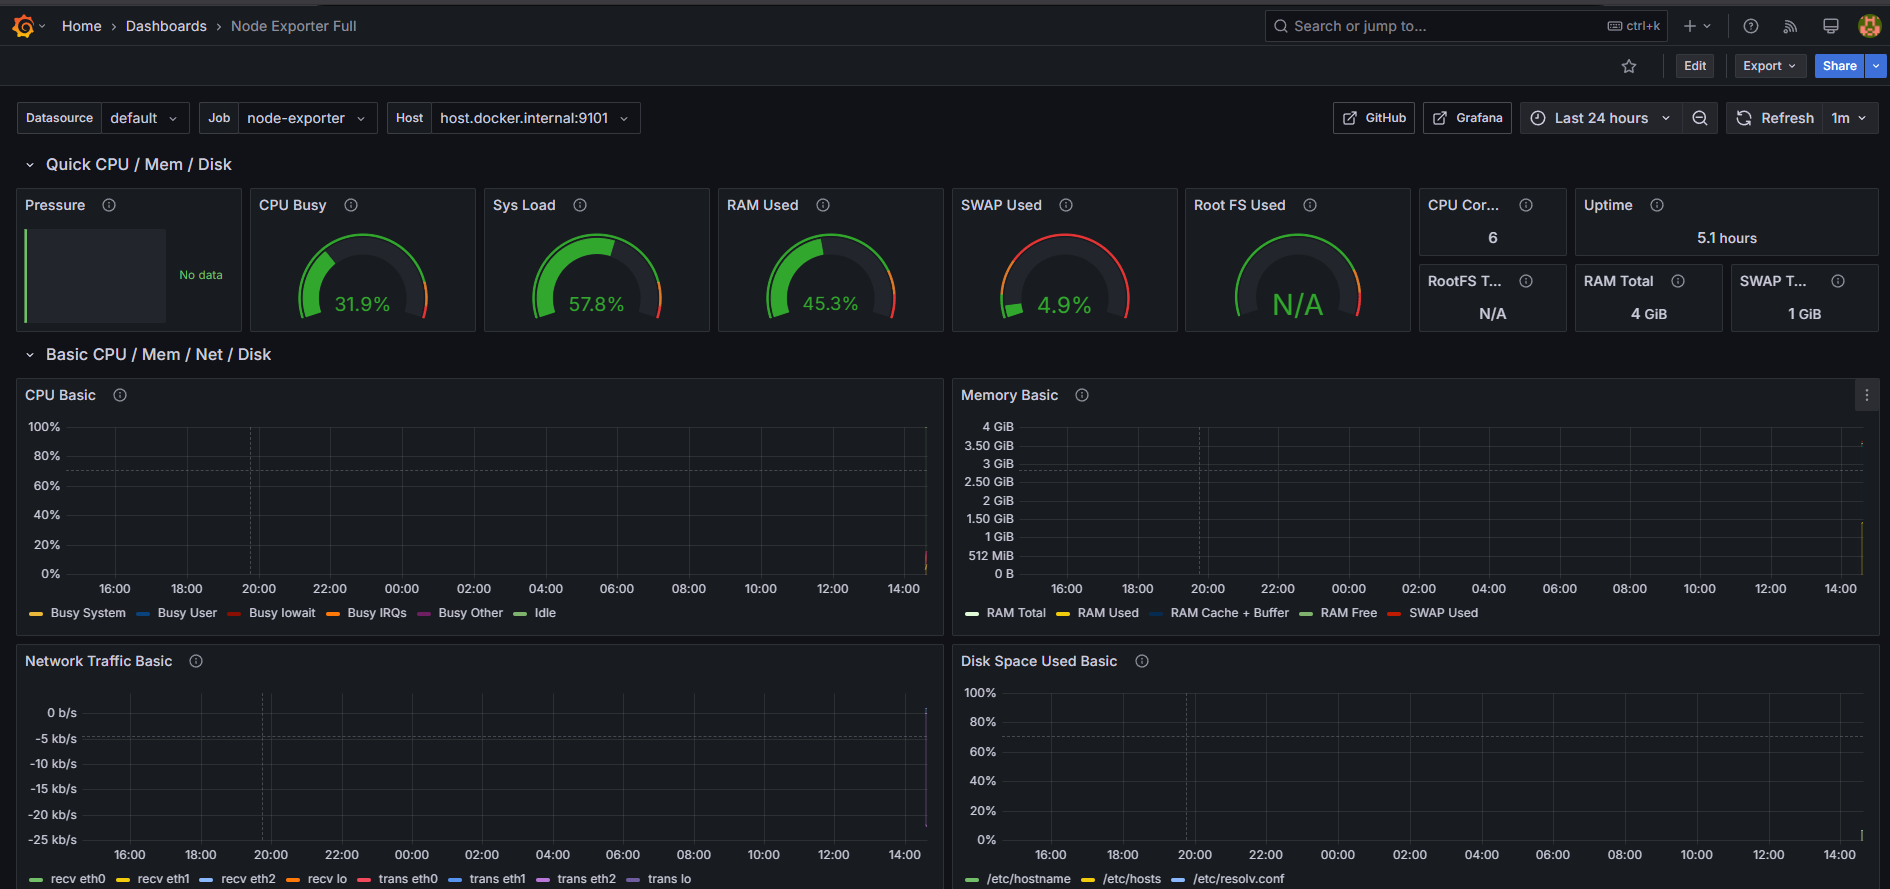 Home › Dashboards › Node Exporter Full
Search or jump to... ctrl+k
Edit Export Share
Datasource default Job node-exporter Host host.docker.internal:9101 GitHub Grafana Last 24 hours Refresh 1m
Quick CPU / Mem / Disk
Pressure
No data
CPU Busy
31.9%
Sys Load
57.8%
RAM Used
45.3%
SWAP Used
4.9%
Root FS Used
N/A
CPU Cor...
6
Uptime
5.1 hours
RootFS T...
N/A
RAM Total
4 GiB
SWAP T...
1 GiB
Basic CPU / Mem / Net / Disk
CPU Basic
100%
80%
60%
40%
20%
0%
16:00 18:00 20:00 22:00 00:00 02:00 04:00 06:00 08:00 10:00 12:00 14:00
Busy System Busy User Busy Iowait Busy IRQs Busy Other Idle
Memory Basic
4 GiB
3.50 GiB
3 GiB
2.50 GiB
2 GiB
1.50 GiB
1 GiB
512 MiB
0 B
16:00 18:00 20:00 22:00 00:00 02:00 04:00 06:00 08:00 10:00 12:00 14:00
RAM Total RAM Used RAM Cache + Buffer RAM Free SWAP Used
Network Traffic Basic
0 b/s
-5 kb/s
-10 kb/s
-15 kb/s
-20 kb/s
-25 kb/s
16:00 18:00 20:00 22:00 00:00 02:00 04:00 06:00 08:00 10:00 12:00 14:00
recv eth0 recv eth1 recv eth2 recv lo trans eth0 trans eth1 trans eth2 trans lo
Disk Space Used Basic
100%
80%
60%
40%
20%
0%
16:00 18:00 20:00 22:00 00:00 02:00 04:00 06:00 08:00 10:00 12:00 14:00
/etc/hostname /etc/hosts /etc/resolv.conf